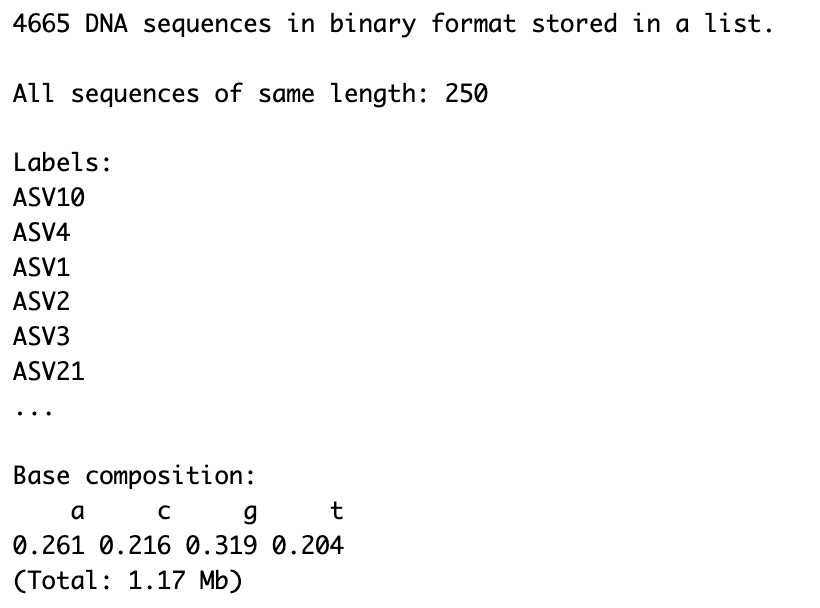 4665 DNA sequences in binary format stored in a list.
All sequences of same length: 250
Labels:
ASV10
ASV4
ASV1
ASV2
ASV3
ASV21
...
Base composition:
a c g t
0.261 0.216 0.319 0.204
(Total: 1.17 Mb)